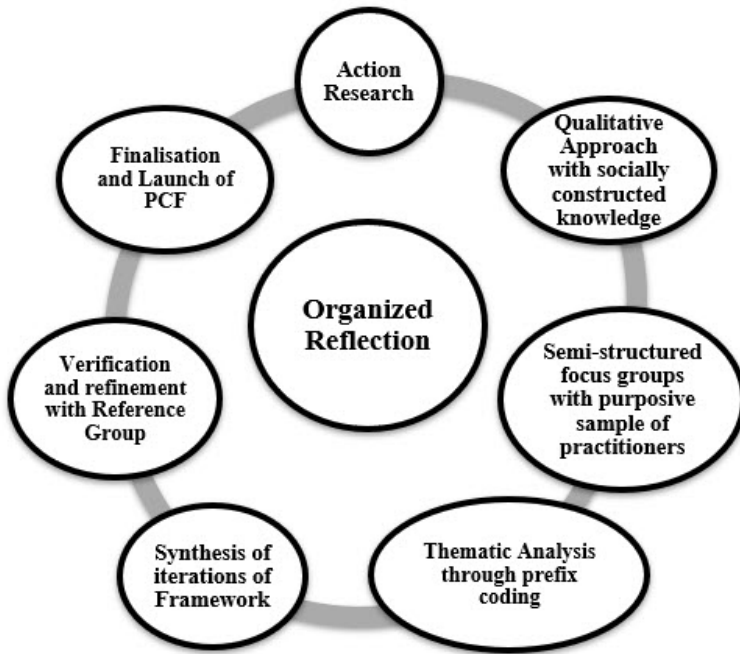 Action
Research
Qualitative
Approach
with socially
constructed
knowledge
Semi-structured
focus groups
with purposive
sample of
practitioners
Thematic Analysis
through prefix
coding
Synthesis of
iterations of
Framework
Verification
and refinement
with Reference
Group
Finalisation
and Launch of
PCF
Organized
Reflection